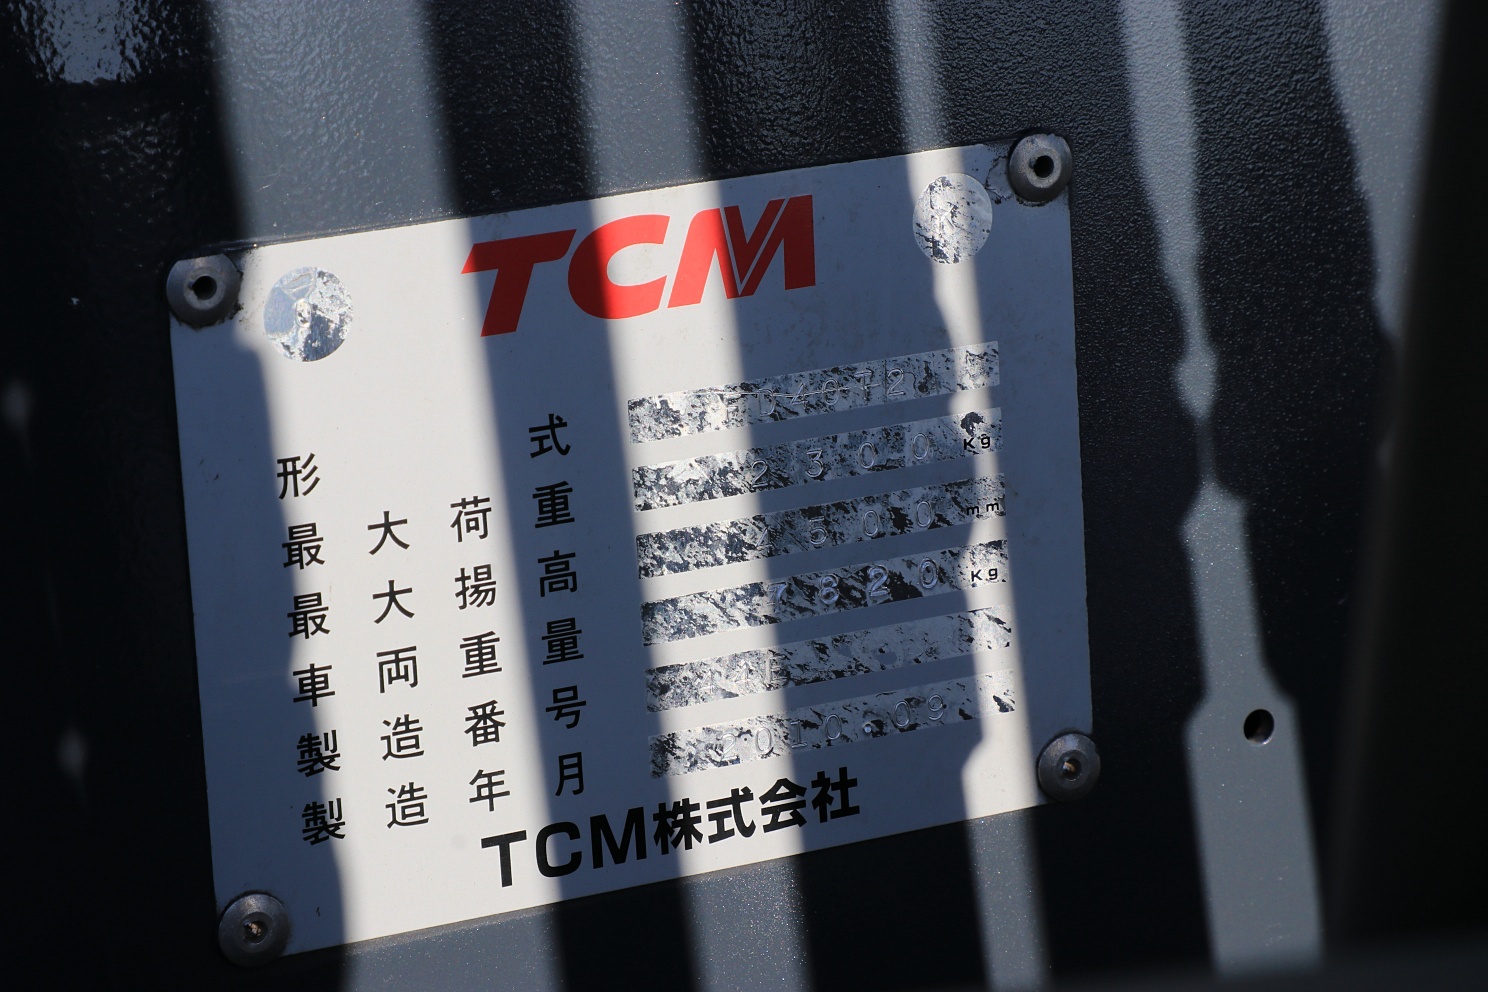 TCM
形式 FD40T2
最大荷重 2300 Kg
最大揚高 4500 mm
車両重量 7820 Kg
製造番号
製造年月 2010.09
TCM株式会社